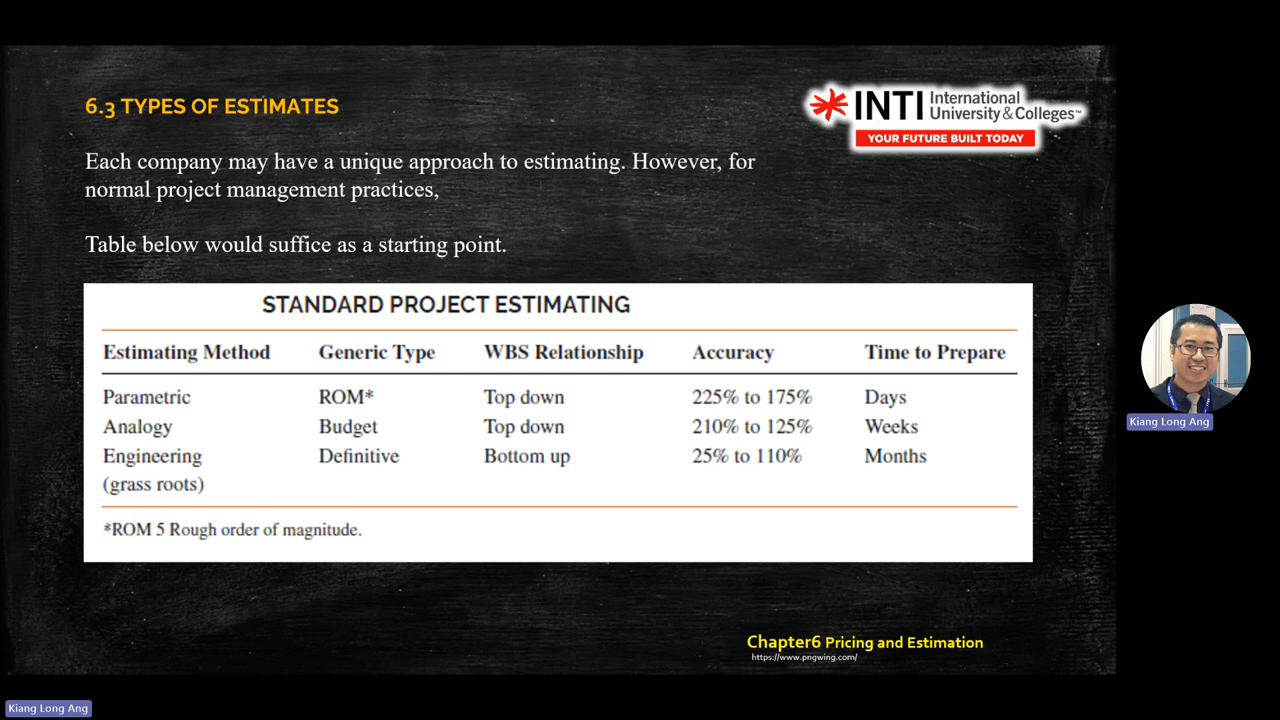 6.3 TYPES OF ESTIMATES
INTI International University & Colleges™
YOUR FUTURE BUILT TODAY
Each company may have a unique approach to estimating. However, for
normal project management practices,
Table below would suffice as a starting point.
STANDARD PROJECT ESTIMATING
Estimating Method Generic Type WBS Relationship Accuracy Time to Prepare
Parametric ROM* Top down 225% to 175% Days
Analogy Budget Top down 210% to 125% Weeks
Engineering Definitive Bottom up 25% to 110% Months
(grass roots)
*ROM 5 Rough order of magnitude.
Kiang Long Ang
Chapter6 Pricing and Estimation
https://www.pngwing.com/
Kiang Long Ang